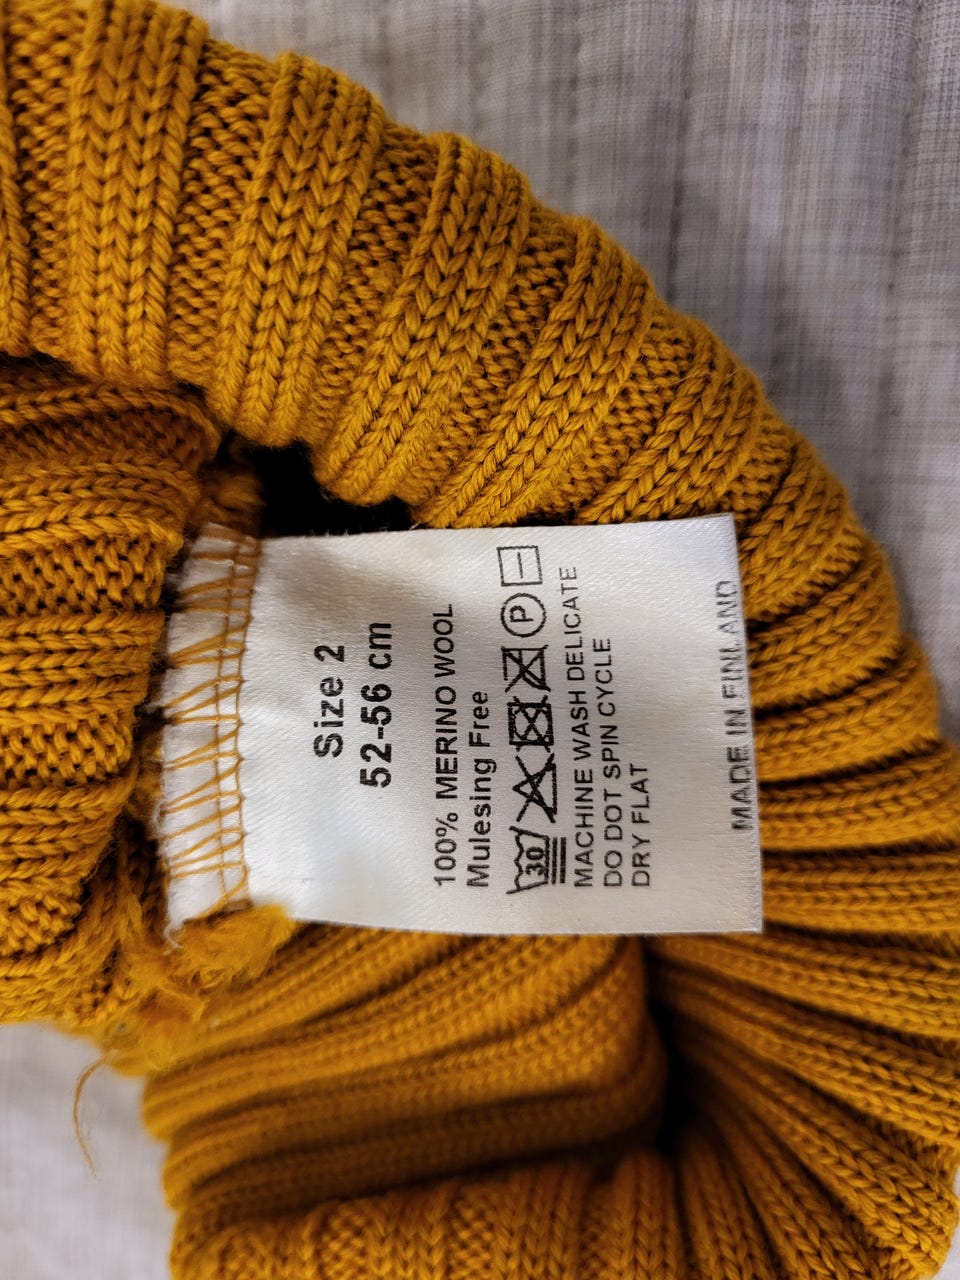 Size 2
52-56 cm
100% MERINO WOOL
Mulesing Free
30 P
MACHINE WASH DELICATE
DO DOT SPIN CYCLE
DRY FLAT
MADE IN FINLAND